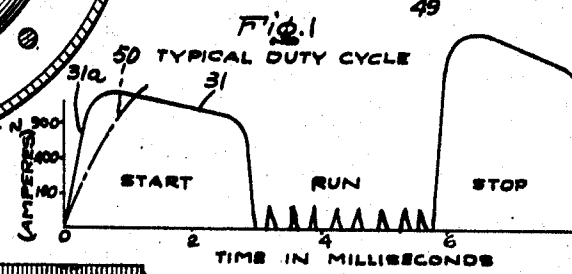 49
Fig.1
TYPICAL DUTY CYCLE
31a
50
31
400
START
RUN
STOP
(AMPERES)
0
2
4
6
TIME IN MILLISECONDS